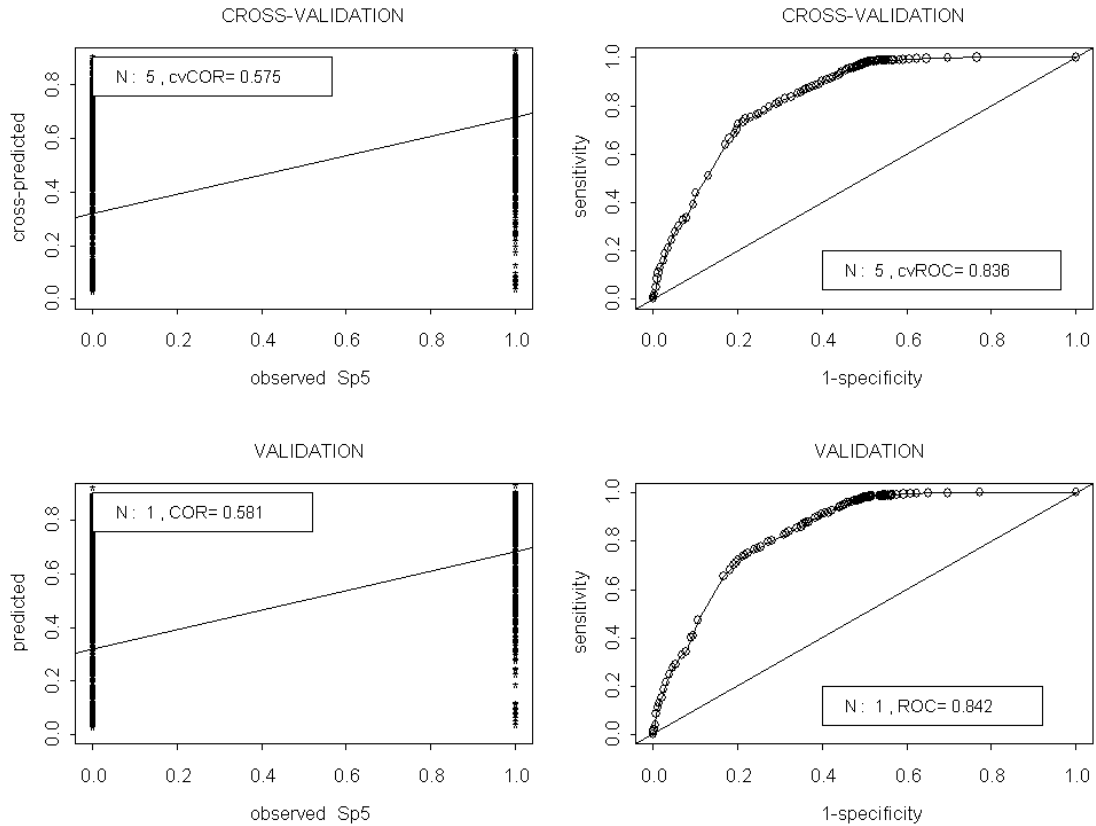 CROSS-VALIDATION
N : 5 , cvCOR= 0.575
cross-predicted
0.0 0.2 0.4 0.6 0.8
0.0 0.2 0.4 0.6 0.8 1.0
observed Sp5
CROSS-VALIDATION
N : 5 , cvROC= 0.836
sensitivity
0.0 0.2 0.4 0.6 0.8 1.0
0.0 0.2 0.4 0.6 0.8 1.0
1-specificity
VALIDATION
N : 1 , COR= 0.581
predicted
0.0 0.2 0.4 0.6 0.8
0.0 0.2 0.4 0.6 0.8 1.0
observed Sp5
VALIDATION
N : 1 , ROC= 0.842
sensitivity
0.0 0.2 0.4 0.6 0.8 1.0
0.0 0.2 0.4 0.6 0.8 1.0
1-specificity